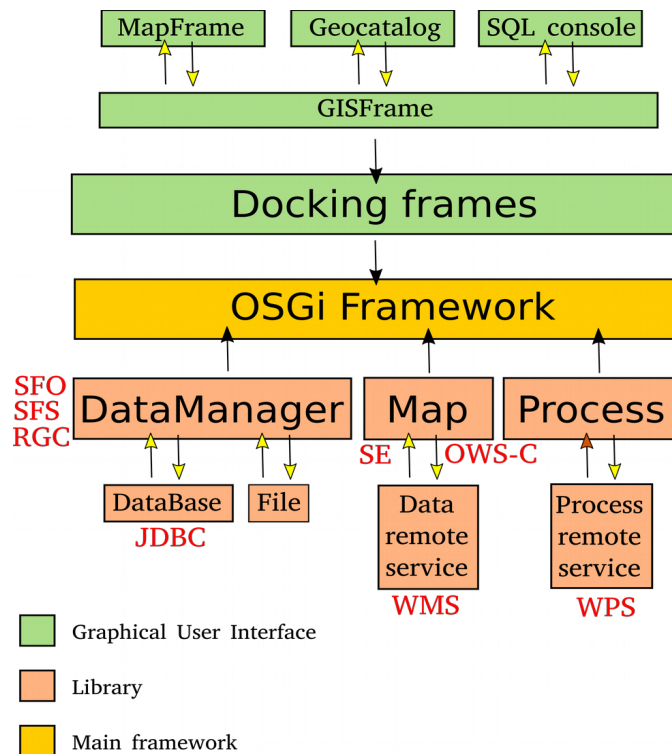 MapFrame
Geocatalog
SQL console
GISFrame
Docking frames
OSGi Framework
SFO
SFS
RGC
DataManager
Map
Process
SE
OWS-C
DataBase
File
JDBC
Data
remote
service
WMS
Process
remote
service
WPS
Graphical User Interface
Library
Main framework